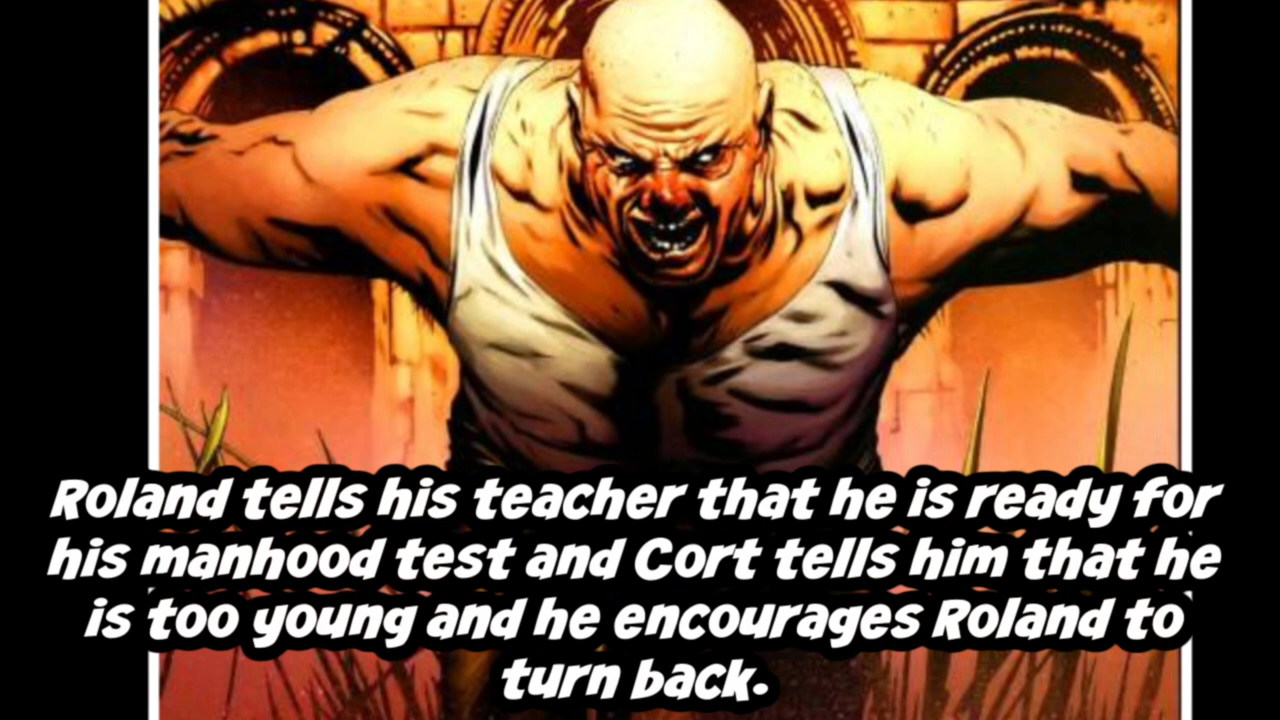 Roland tells his teacher that he is ready for
his manhood test and Cort tells him that he
is too young and he encourages Roland to
turn back.